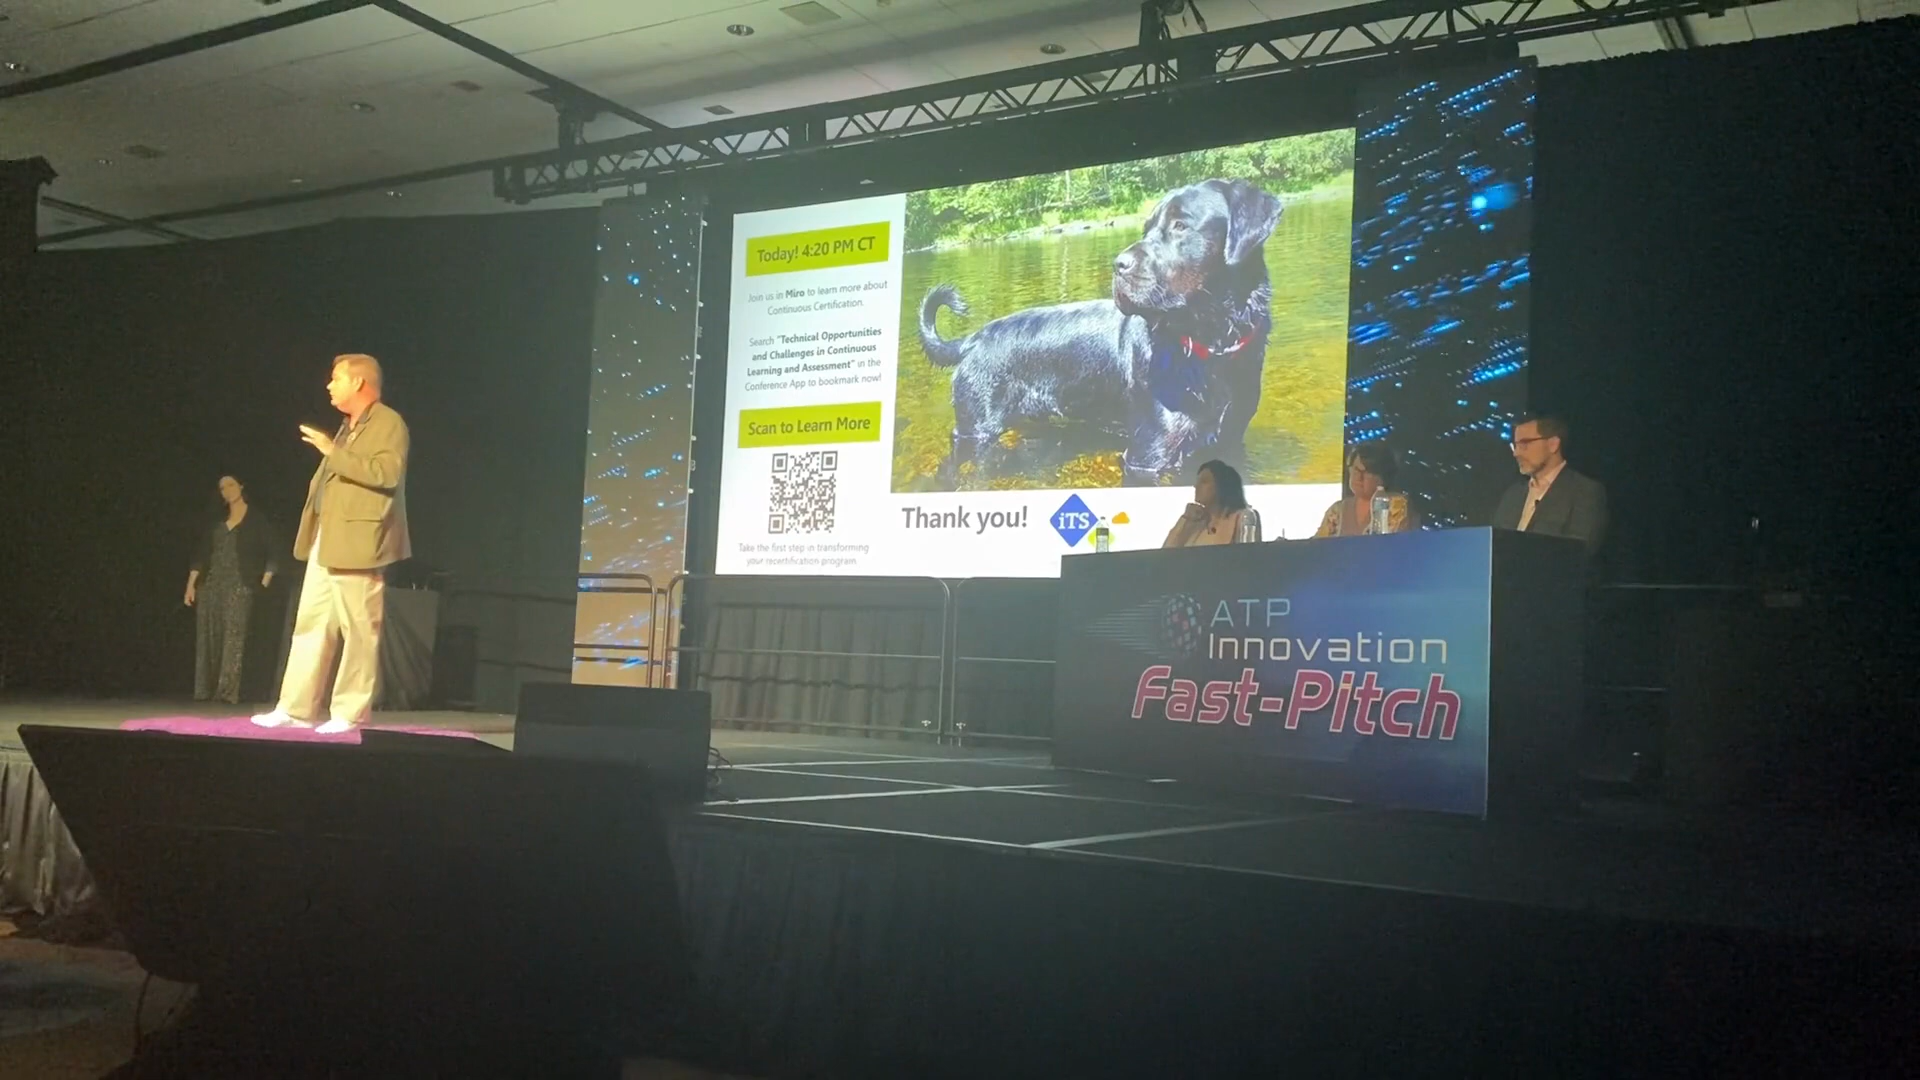 Today! 4:20 PM CT
Join us in Miro to learn more about
Continuous Certification.
Search "Technical Opportunities
and Challenges in Continuous
Learning and Assessment" in the
Conference App to bookmark now!
Scan to Learn More
Take the first step in transforming
your recertification program.
Thank you!
iTS
ATP
Innovation
Fast-Pitch